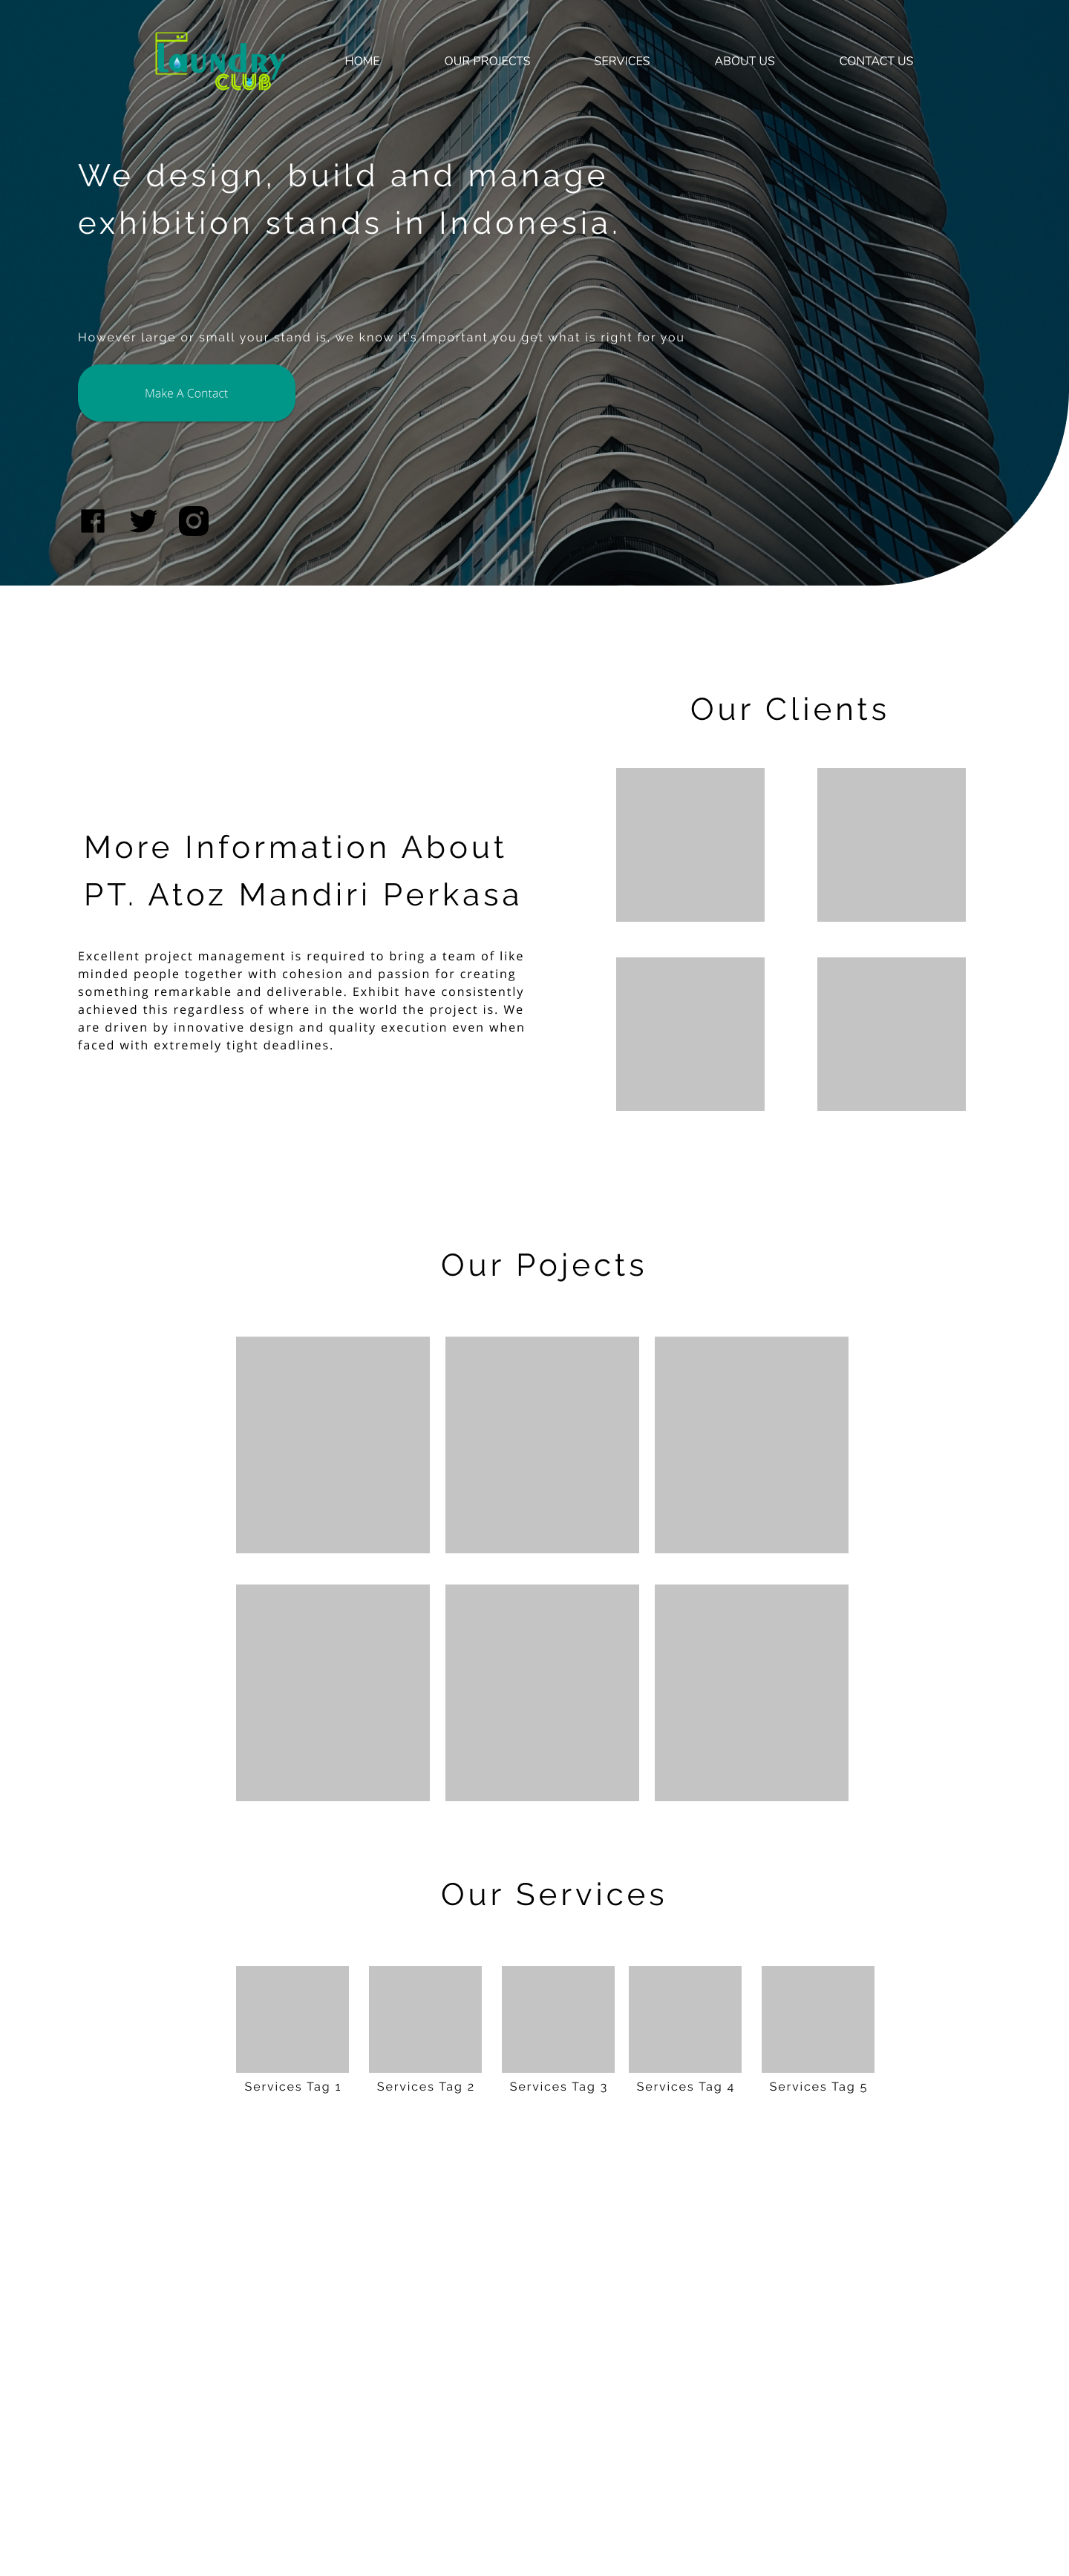 Laundry
CLUB
HOME
OUR PROJECTS
SERVICES
ABOUT US
CONTACT US
We design, build and manage
exhibition stands in Indonesia.
However large or small your stand is, we know it's important you get what is right for you
Make A Contact
Our Clients
More Information About
PT. Atoz Mandiri Perkasa
Excellent project management is required to bring a team of like
minded people together with cohesion and passion for creating
something remarkable and deliverable. Exhibit have consistently
achieved this regardless of where in the world the project is. We
are driven by innovative design and quality execution even when
faced with extremely tight deadlines.
Our Pojects
Our Services
Services Tag 1
Services Tag 2
Services Tag 3
Services Tag 4
Services Tag 5